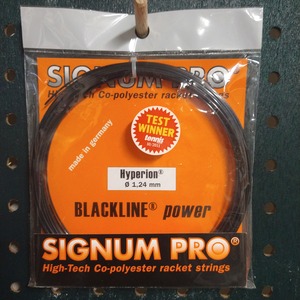 SIGNUM PRO®
High-Tech Co-polyester racket strings
made in germany
TEST
WINNER
tennis
Hyperion®
Ø 1,24 mm
BLACKLINE® power
SIGNUM PRO®
High-Tech Co-polyester racket strings